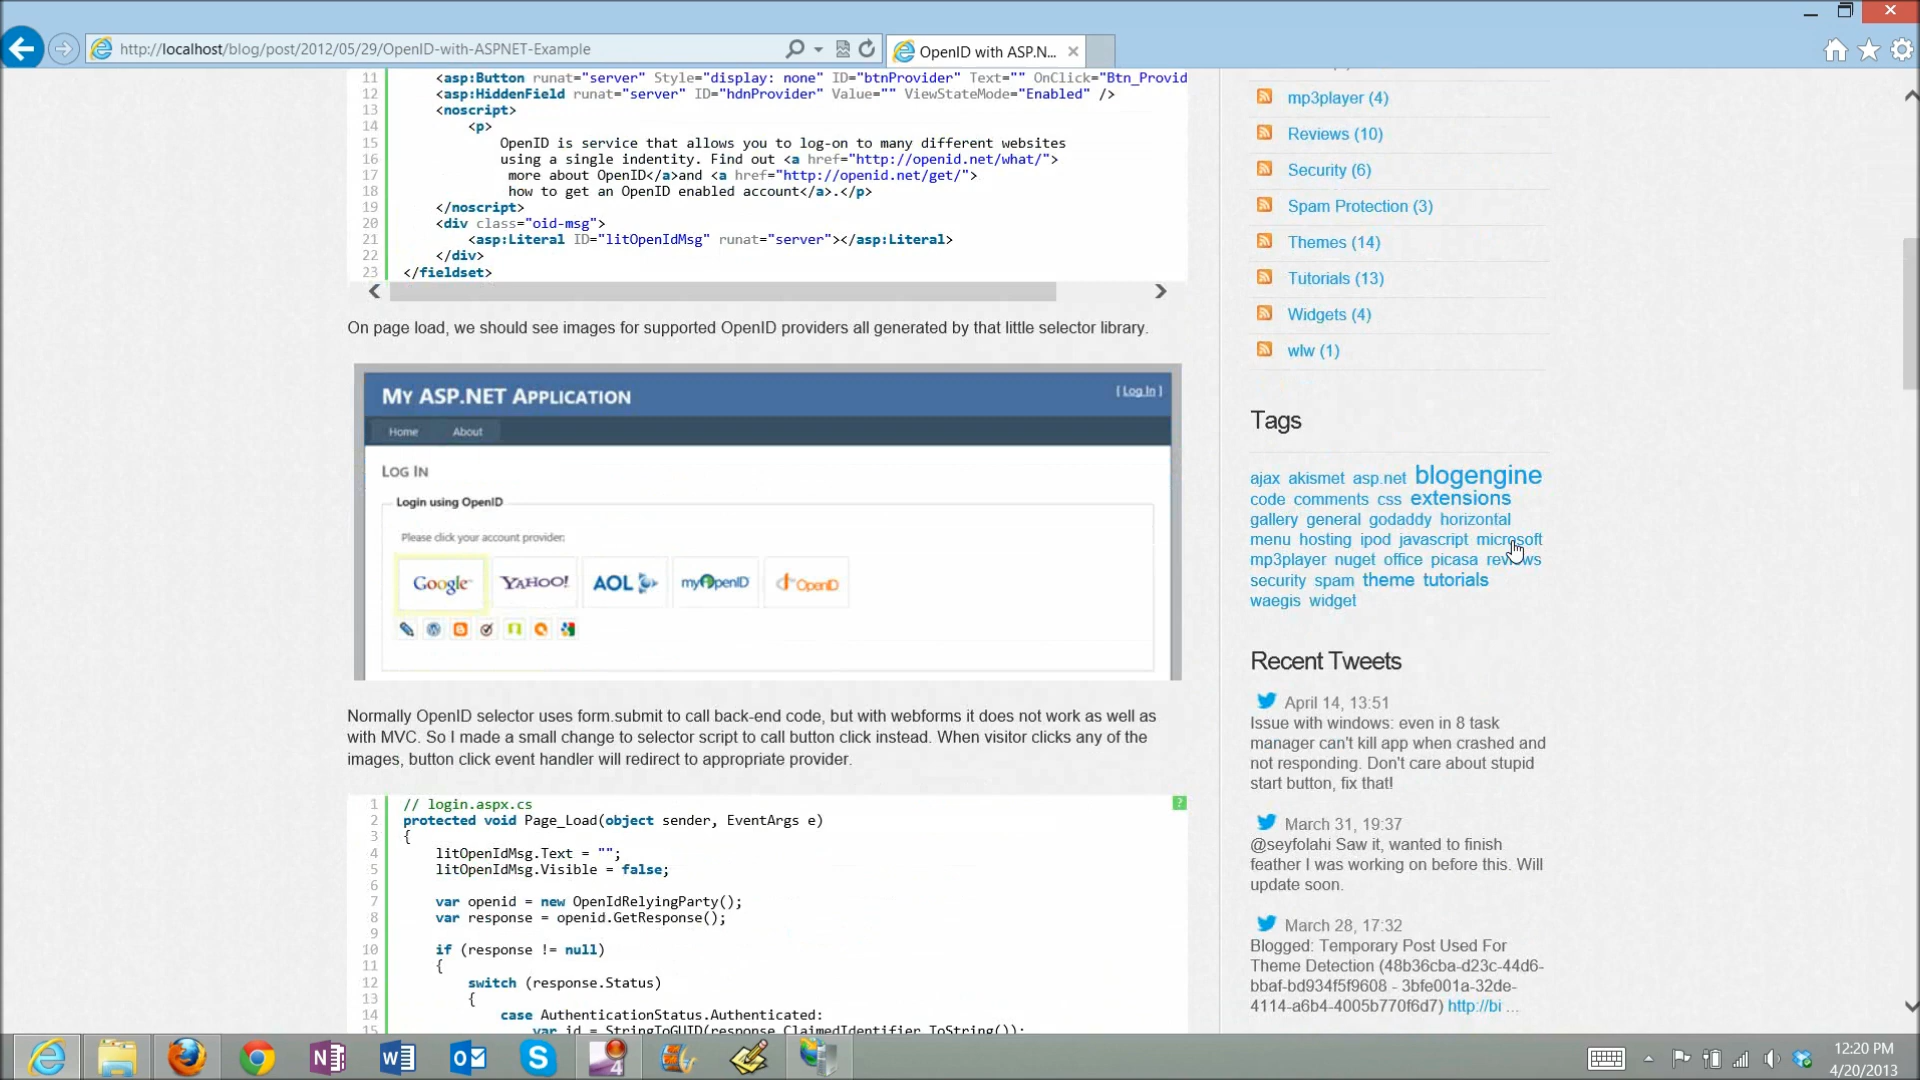 http://localhost/blog/post/2012/05/29/OpenID-with-ASPNET-Example
OpenID with ASP.N...
11 <asp:Button runat="server" Style="display: none" ID="btnProvider" Text="" OnClick="Btn_Provid
12 <asp:HiddenField runat="server" ID="hdnProvider" Value="" ViewStateMode="Enabled" />
13 <noscript>
14 <p>
15 OpenID is service that allows you to log-on to many different websites
16 using a single indentity. Find out <a href="http://openid.net/what/">
17 more about OpenID</a>and <a href="http://openid.net/get/">
18 how to get an OpenID enabled account</a>.</p>
19 </noscript>
20 <div class="oid-msg">
21 <asp:Literal ID="litOpenIdMsg" runat="server"></asp:Literal>
22 </div>
23 </fieldset>
On page load, we should see images for supported OpenID providers all generated by that little selector library.
MY ASP.NET APPLICATION
[ Log In ]
Home About
LOG IN
Login using OpenID
Please click your account provider:
Google YAHOO! AOL myOpenID OpenID
Normally OpenID selector uses form.submit to call back-end code, but with webforms it does not work as well as
with MVC. So I made a small change to selector script to call button click instead. When visitor clicks any of the
images, button click event handler will redirect to appropriate provider.
?
1 // login.aspx.cs
2 protected void Page_Load(object sender, EventArgs e)
3 {
4 litOpenIdMsg.Text = "";
5 litOpenIdMsg.Visible = false;
6
7 var openid = new OpenIdRelyingParty();
8 var response = openid.GetResponse();
9
10 if (response != null)
11 {
12 switch (response.Status)
13 {
14 case AuthenticationStatus.Authenticated:
15 var id = StringToGUID(response.ClaimedIdentifier.ToString());
mp3player (4)
Reviews (10)
Security (6)
Spam Protection (3)
Themes (14)
Tutorials (13)
Widgets (4)
wlw (1)
Tags
ajax akismet asp.net blogengine
code comments css extensions
gallery general godaddy horizontal
menu hosting ipod javascript microsoft
mp3player nuget office picasa reviews
security spam theme tutorials
waegis widget
Recent Tweets
April 14, 13:51
Issue with windows: even in 8 task
manager can't kill app when crashed and
not responding. Don't care about stupid
start button, fix that!
March 31, 19:37
@seyfolahi Saw it, wanted to finish
feather I was working on before this. Will
update soon.
March 28, 17:32
Blogged: Temporary Post Used For
Theme Detection (48b36cba-d23c-44d6-
bbaf-bd934f5f9608 - 3bfe001a-32de-
4114-a6b4-4005b770f6d7) http://bi ...
4
12:20 PM
4/20/2013